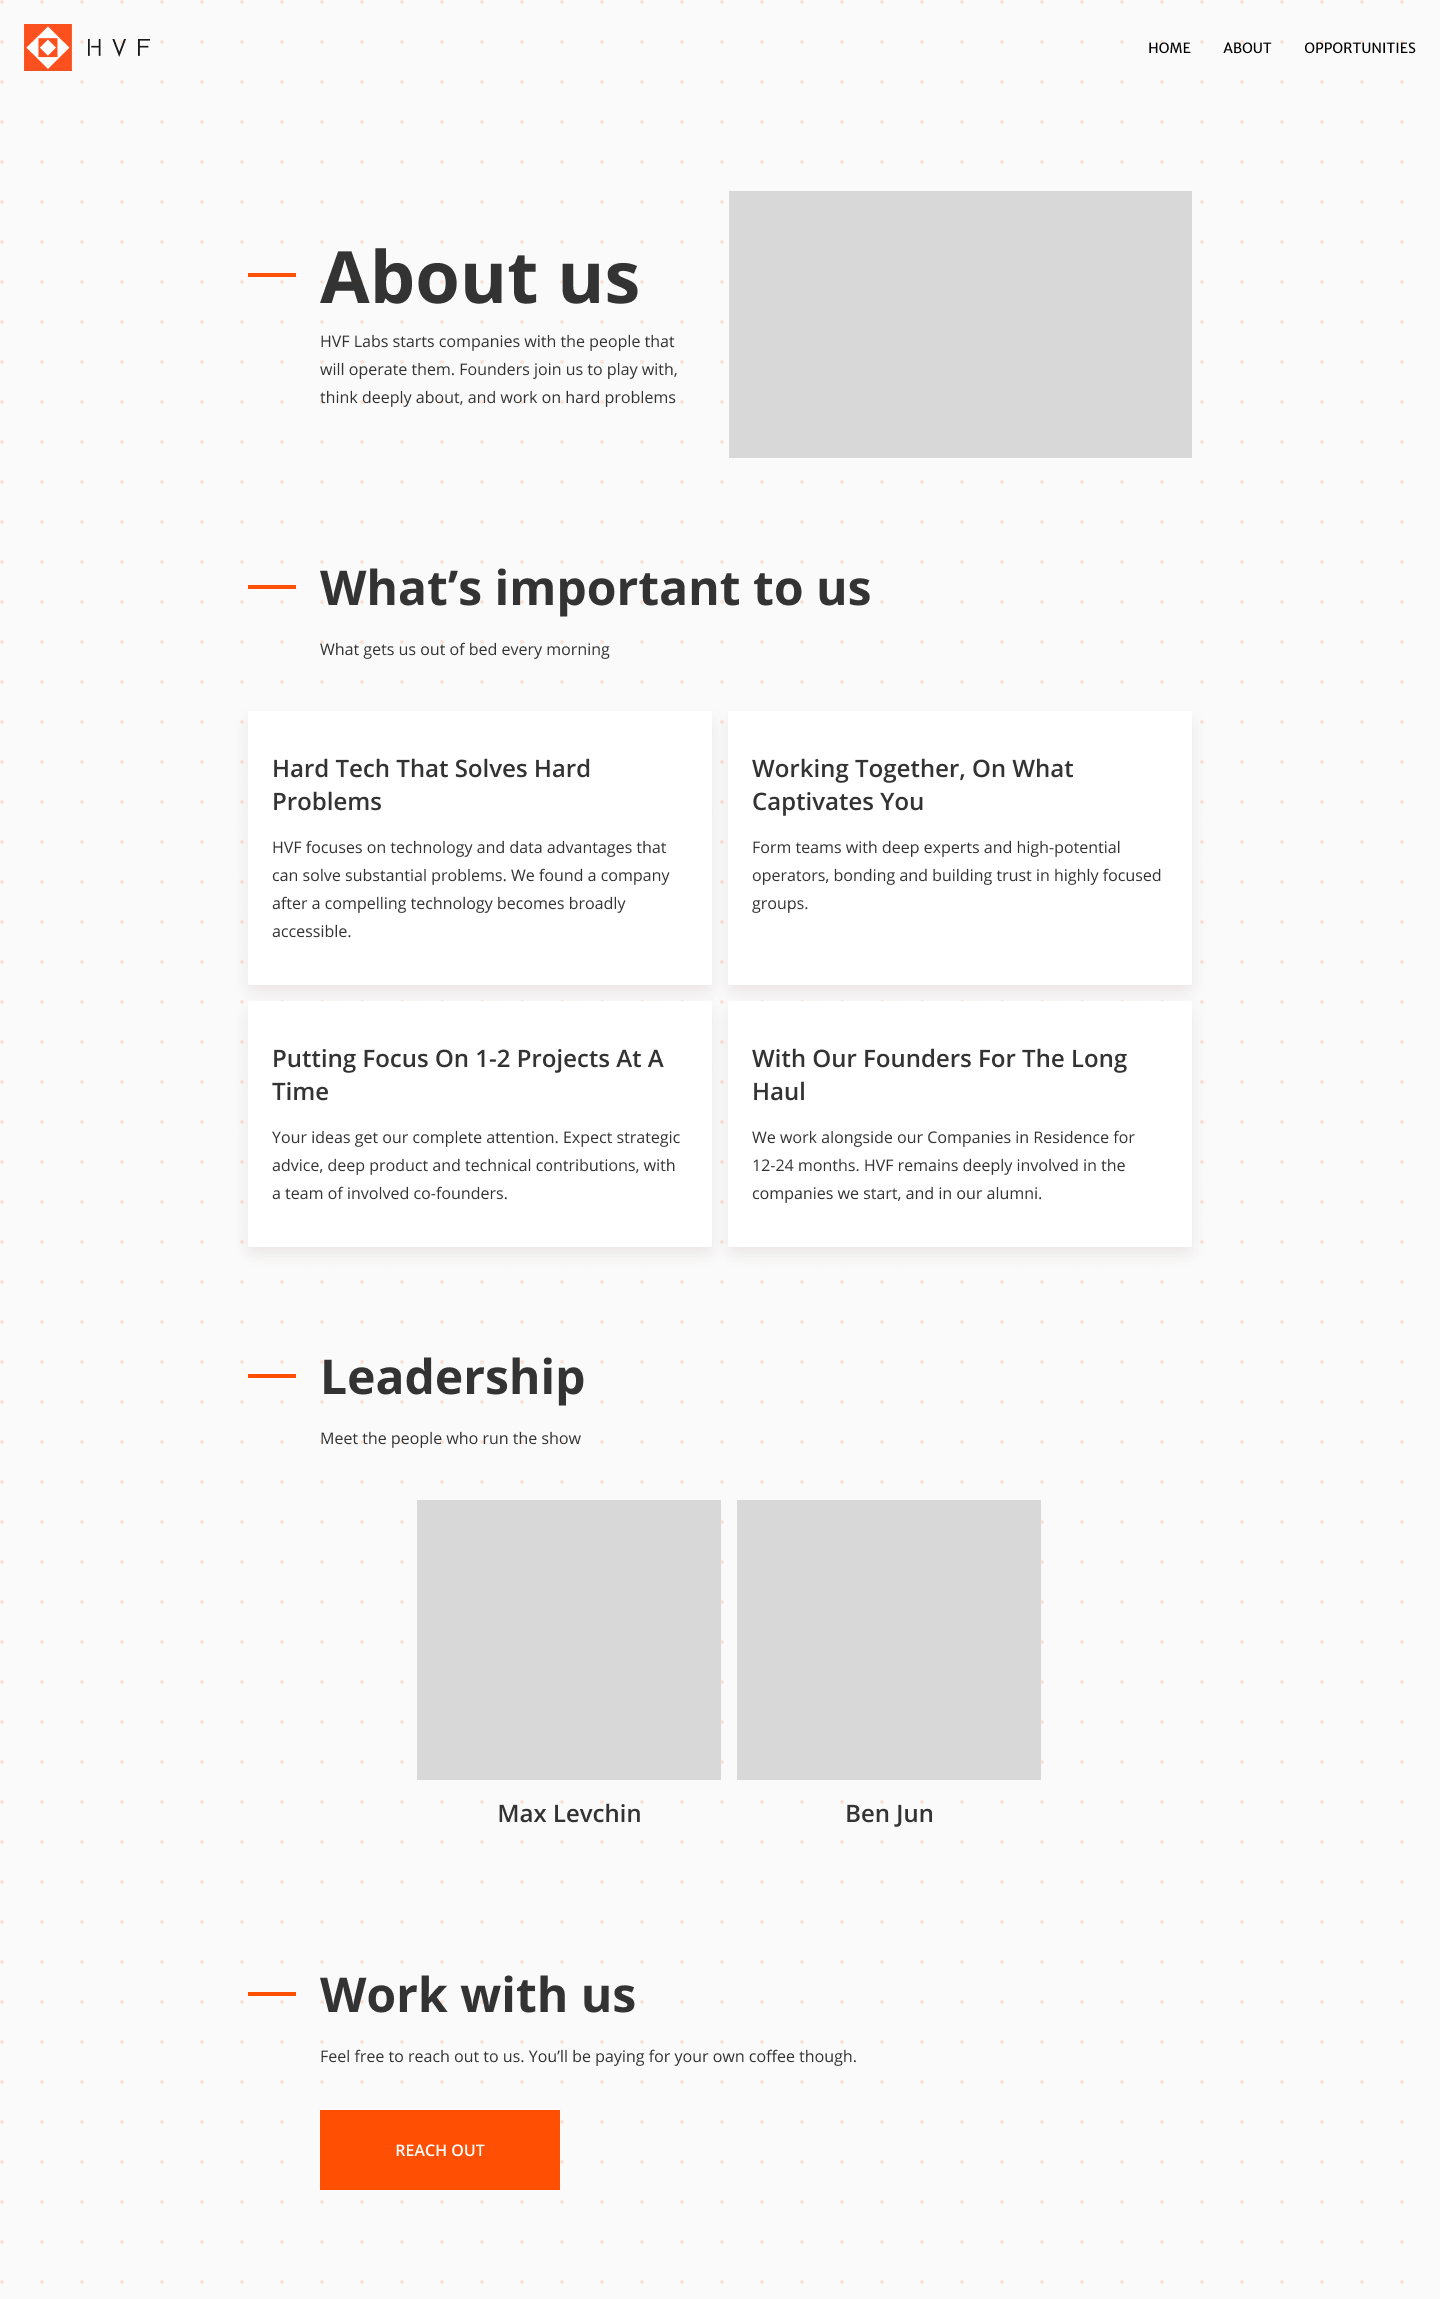 HVF
HOME ABOUT OPPORTUNITIES
About us
HVF Labs starts companies with the people that
will operate them. Founders join us to play with,
think deeply about, and work on hard problems
What’s important to us
What gets us out of bed every morning
Hard Tech That Solves Hard
Problems
HVF focuses on technology and data advantages that
can solve substantial problems. We found a company
after a compelling technology becomes broadly
accessible.
Working Together, On What
Captivates You
Form teams with deep experts and high-potential
operators, bonding and building trust in highly focused
groups.
Putting Focus On 1-2 Projects At A
Time
Your ideas get our complete attention. Expect strategic
advice, deep product and technical contributions, with
a team of involved co-founders.
With Our Founders For The Long
Haul
We work alongside our Companies in Residence for
12-24 months. HVF remains deeply involved in the
companies we start, and in our alumni.
Leadership
Meet the people who run the show
Max Levchin
Ben Jun
Work with us
Feel free to reach out to us. You’ll be paying for your own coffee though.
REACH OUT